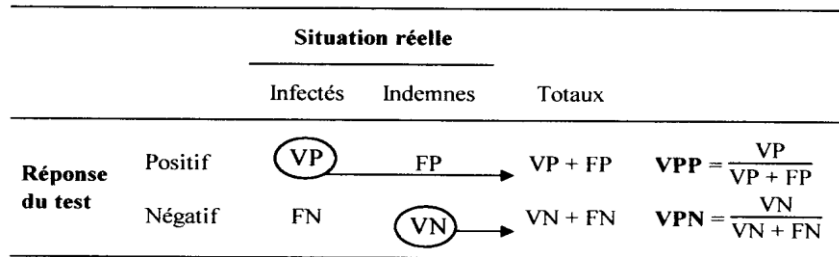 Situation réelle
Infectés Indemnes Totaux
Réponse du test
Positif VP FP VP + FP VPP = VP / VP + FP
Négatif FN VN VN + FN VPN = VN / VN + FN